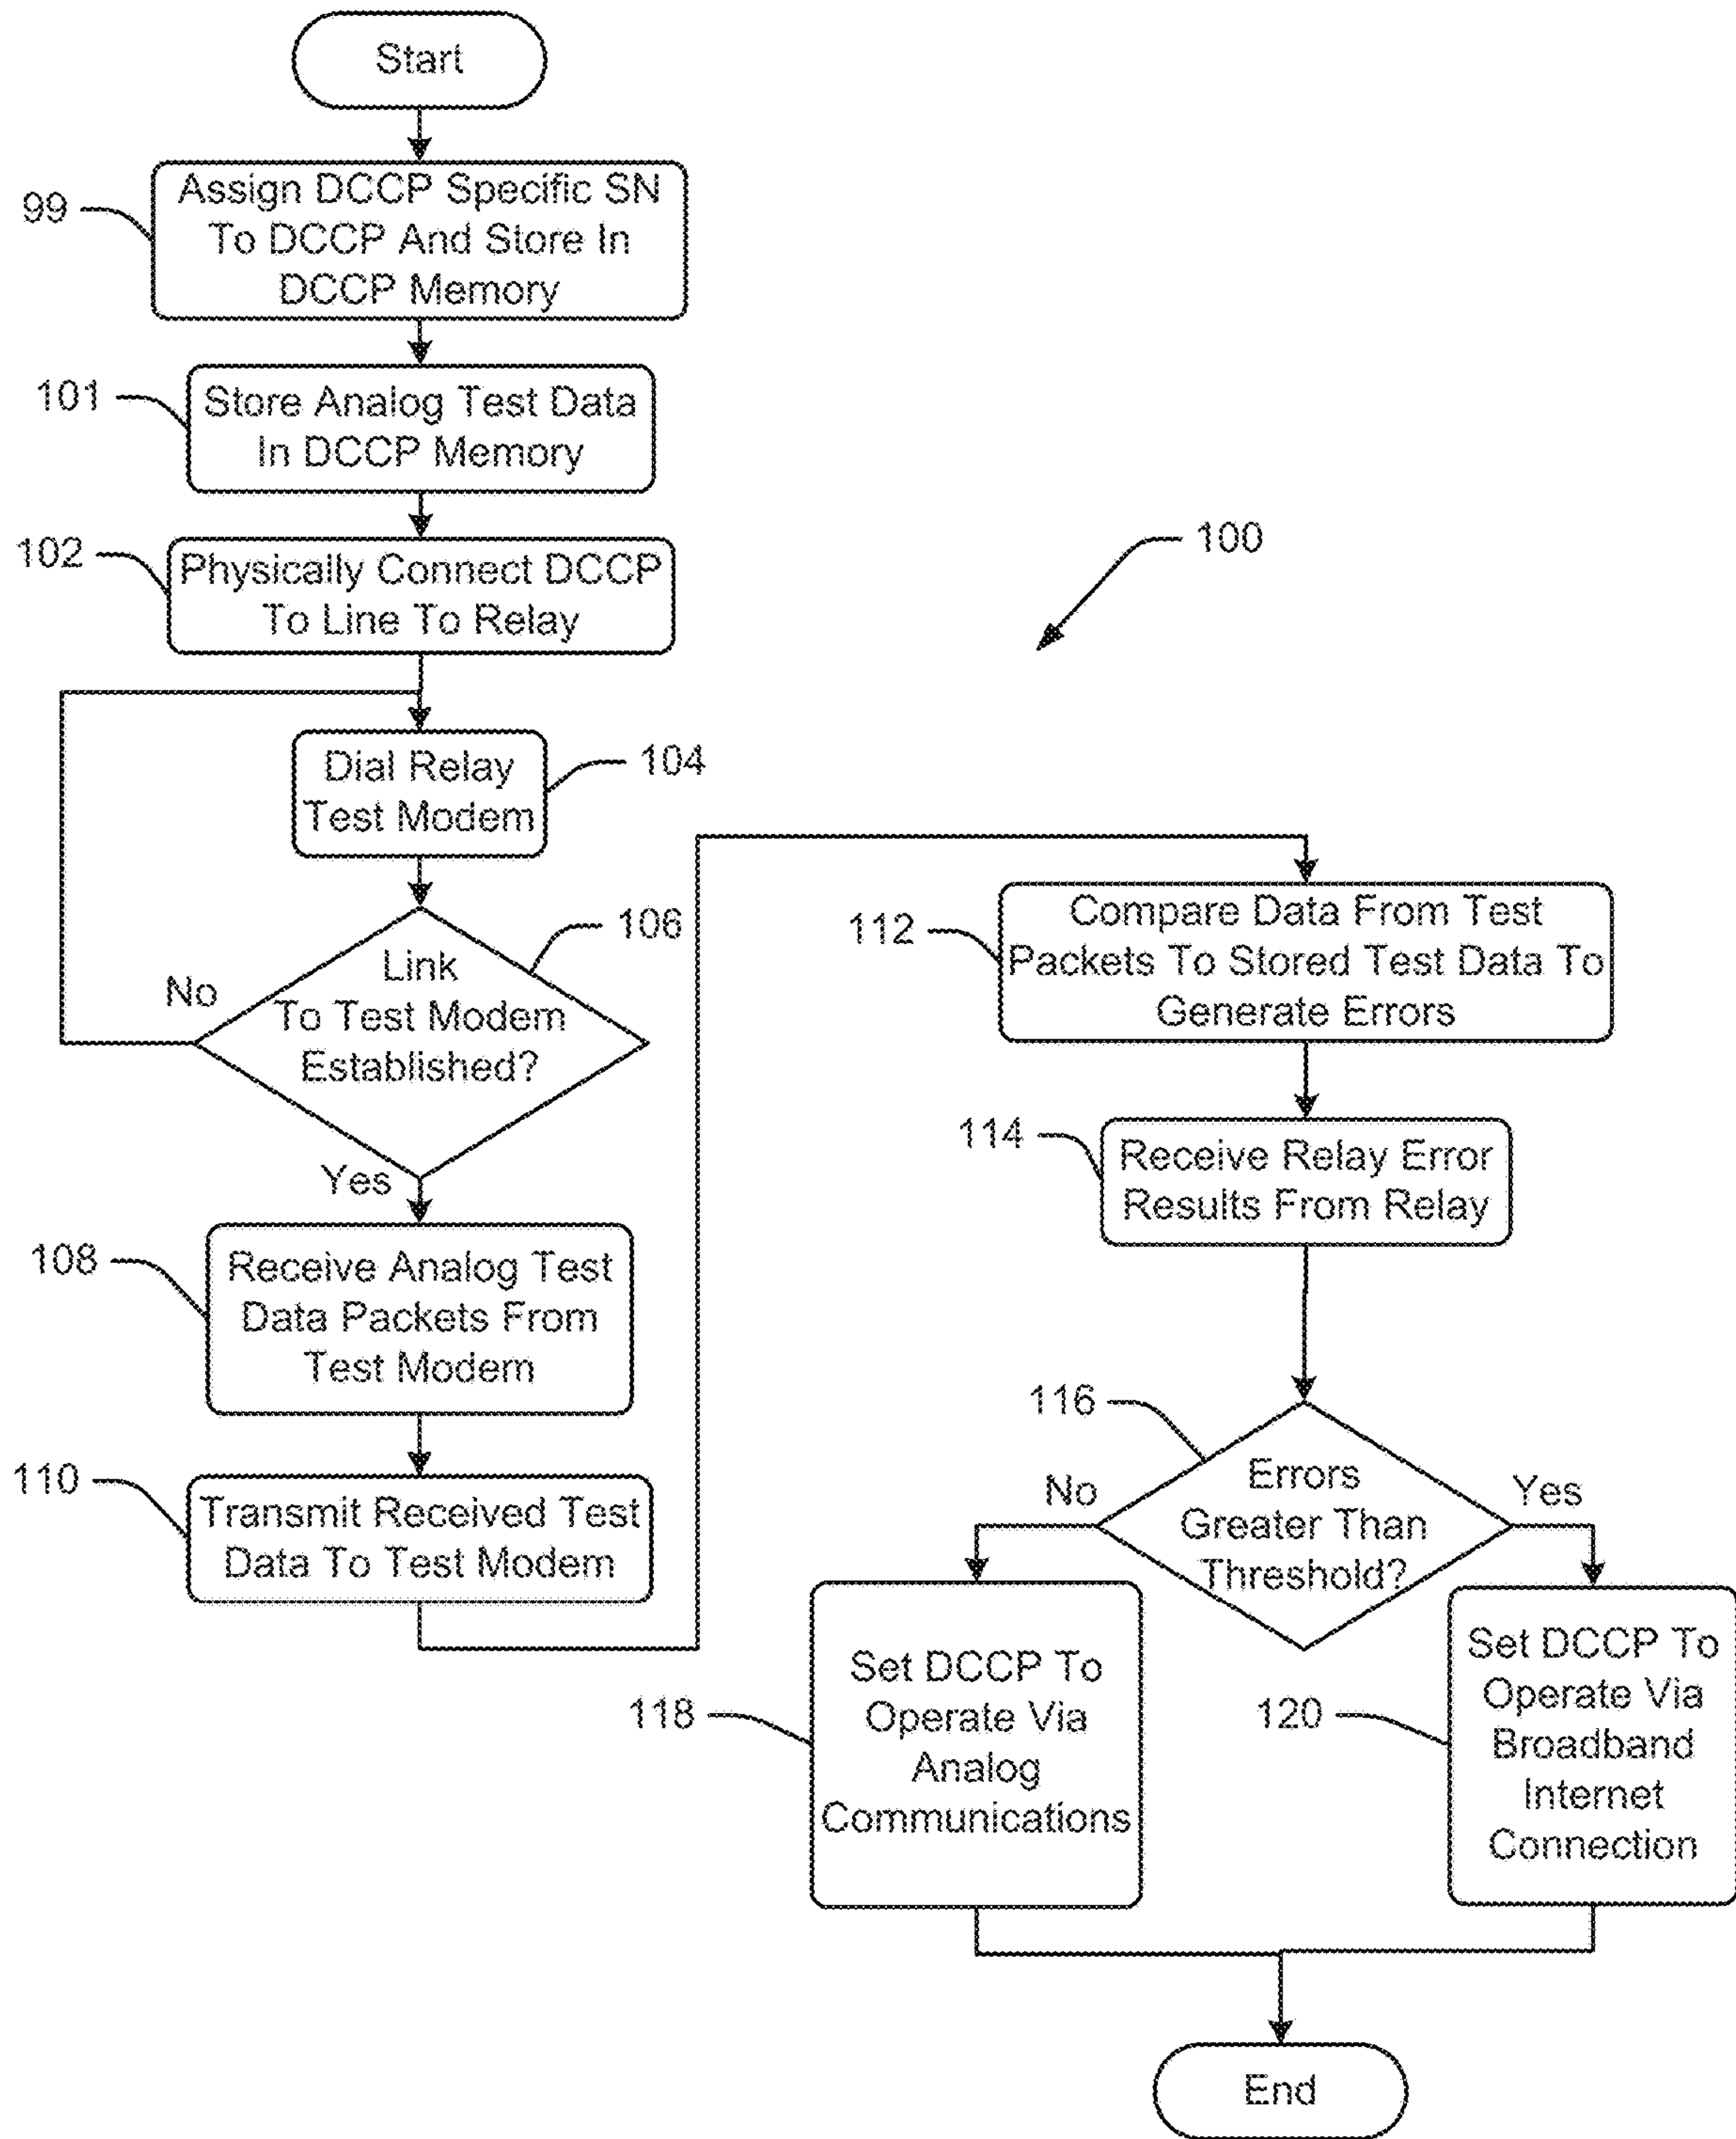 Start
99
Assign DCCP Specific SN
To DCCP And Store In
DCCP Memory
101
Store Analog Test Data
In DCCP Memory
102
Physically Connect DCCP
To Line To Relay
100
Dial Relay
Test Modem
104
106
Link
To Test Modem
Established?
No
Yes
108
Receive Analog Test
Data Packets From
Test Modem
110
Transmit Received Test
Data To Test Modem
112
Compare Data From Test
Packets To Stored Test Data To
Generate Errors
114
Receive Relay Error
Results From Relay
116
Errors
Greater Than
Threshold?
No
Yes
118
Set DCCP To
Operate Via
Analog
Communications
120
Set DCCP To
Operate Via
Broadband
Internet
Connection
End